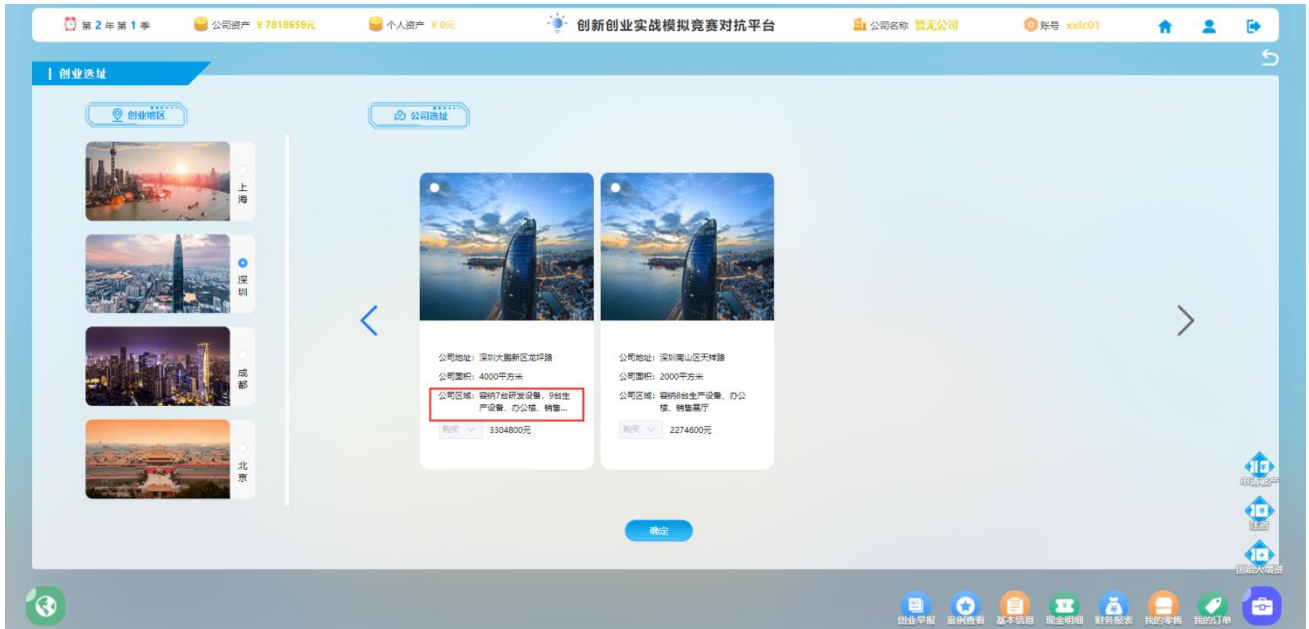 第 2 年第 1 季
公司资产 ￥7818659元
个人资产 ￥0元
创新创业实战模拟竞赛对抗平台
公司名称 暂无公司
账号 xxlc01
创业选址
创业地区
公司选址
上海
深圳
成都
北京
公司地址：深圳大鹏新区龙坪路
公司面积：4000平方米
公司区域：容纳7台研发设备、9台生
产设备、办公楼、销售...
购买
3304800元
公司地址：深圳南山区天祥路
公司面积：2000平方米
公司区域：容纳8台生产设备、办公
楼、销售展厅
购买
2274600元
确定
申请破产
注资
创始人增资
创业早报
案例查看
基本信息
现金明细
财务报表
我的零售
我的订单